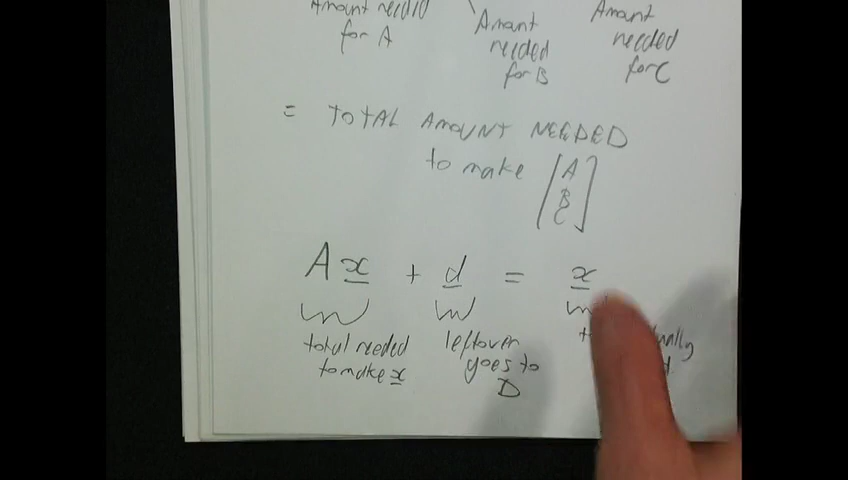 Amount needed
for A
Amount
needed
for B
Amount
needed
for C
= TOTAL AMOUNT NEEDED
to make [A
B
C]
A x + d = x
total needed
to make x
leftover
goes to
D